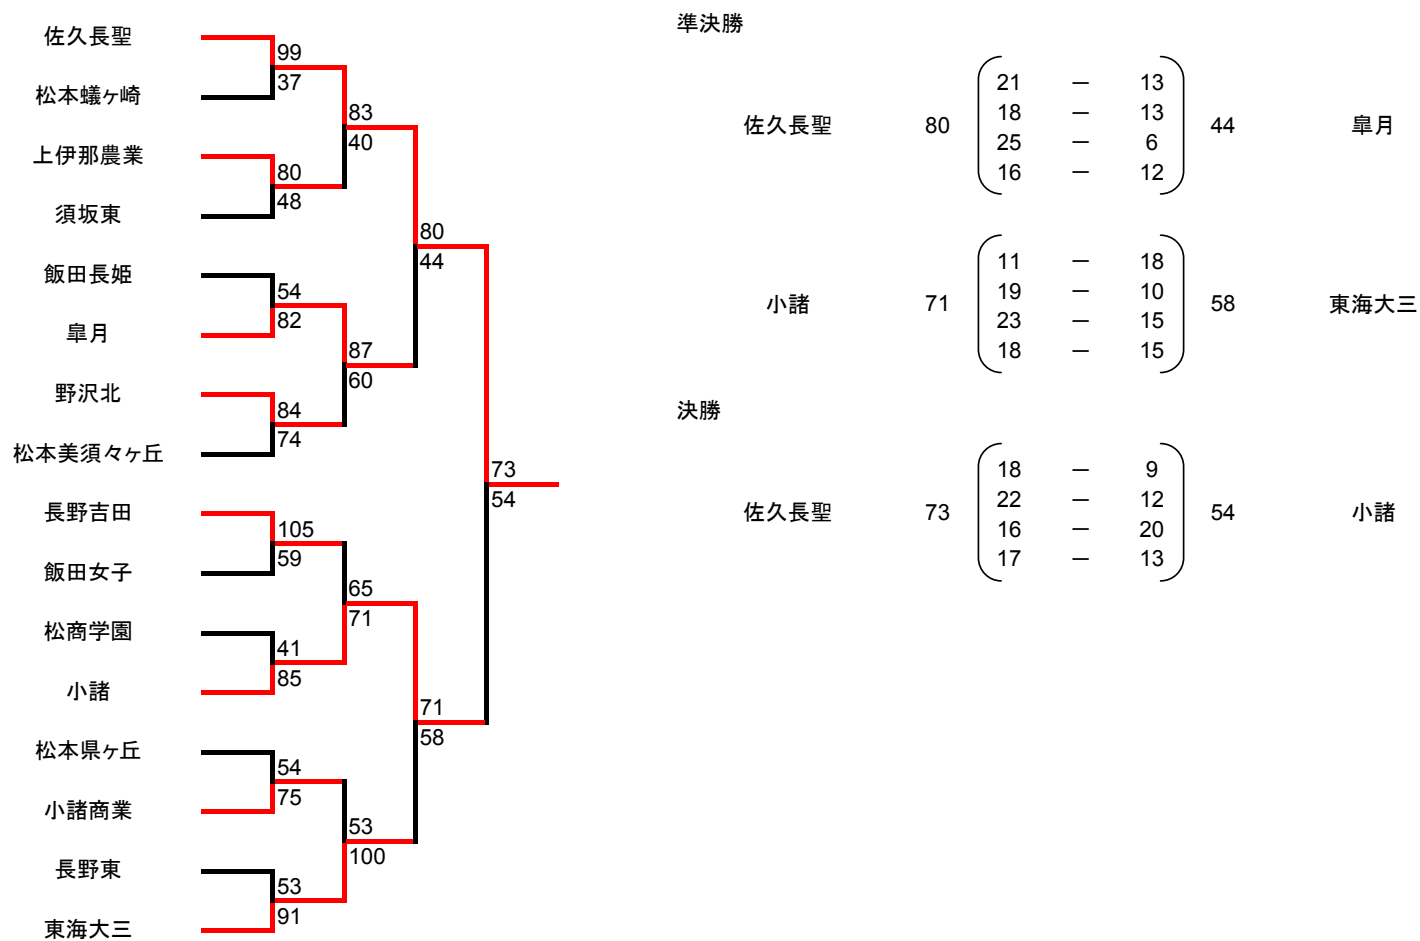 佐久長聖
99
37
松本蟻ヶ崎
83
40
上伊那農業
80
48
須坂東
80
44
飯田長姫
54
82
皐月
87
60
野沢北
84
74
松本美須々ヶ丘
73
54
長野吉田
105
59
飯田女子
65
71
松商学園
41
85
小諸
71
58
松本県ヶ丘
54
75
小諸商業
53
100
長野東
53
91
東海大三
準決勝
21 — 13
18 — 13
佐久長聖 80 44 皐月
25 — 6
16 — 12
11 — 18
19 — 10
小諸 71 58 東海大三
23 — 15
18 — 15
決勝
18 — 9
22 — 12
佐久長聖 73 54 小諸
16 — 20
17 — 13